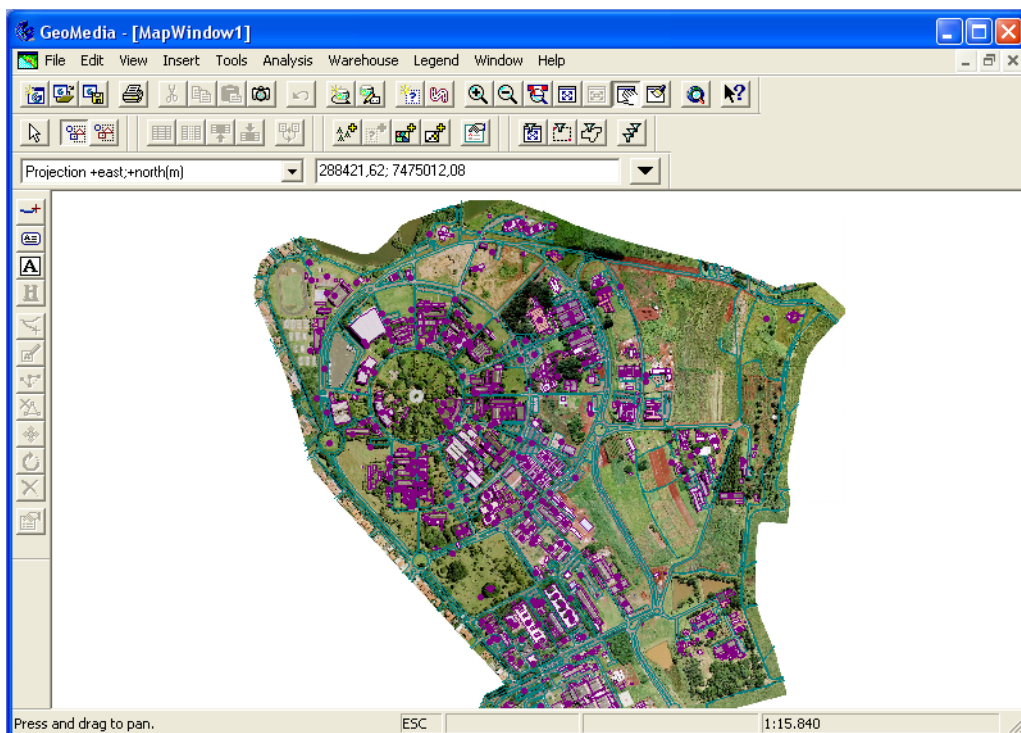 GeoMedia - [MapWindow1]
File Edit View Insert Tools Analysis Warehouse Legend Window Help
Projection +east;+north(m) 288421,62; 7475012,08
A
H
Press and drag to pan. ESC 1:15.840